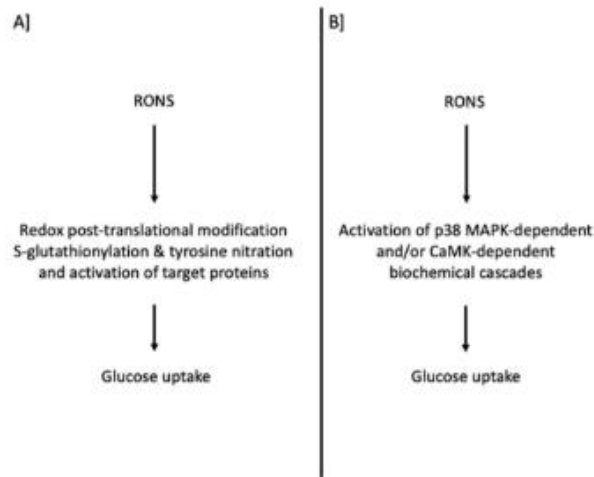 A]
RONS
Redox post-translational modification
S-glutathionylation & tyrosine nitration
and activation of target proteins
Glucose uptake
B]
RONS
Activation of p38 MAPK-dependent
and/or CaMK-dependent
biochemical cascades
Glucose uptake